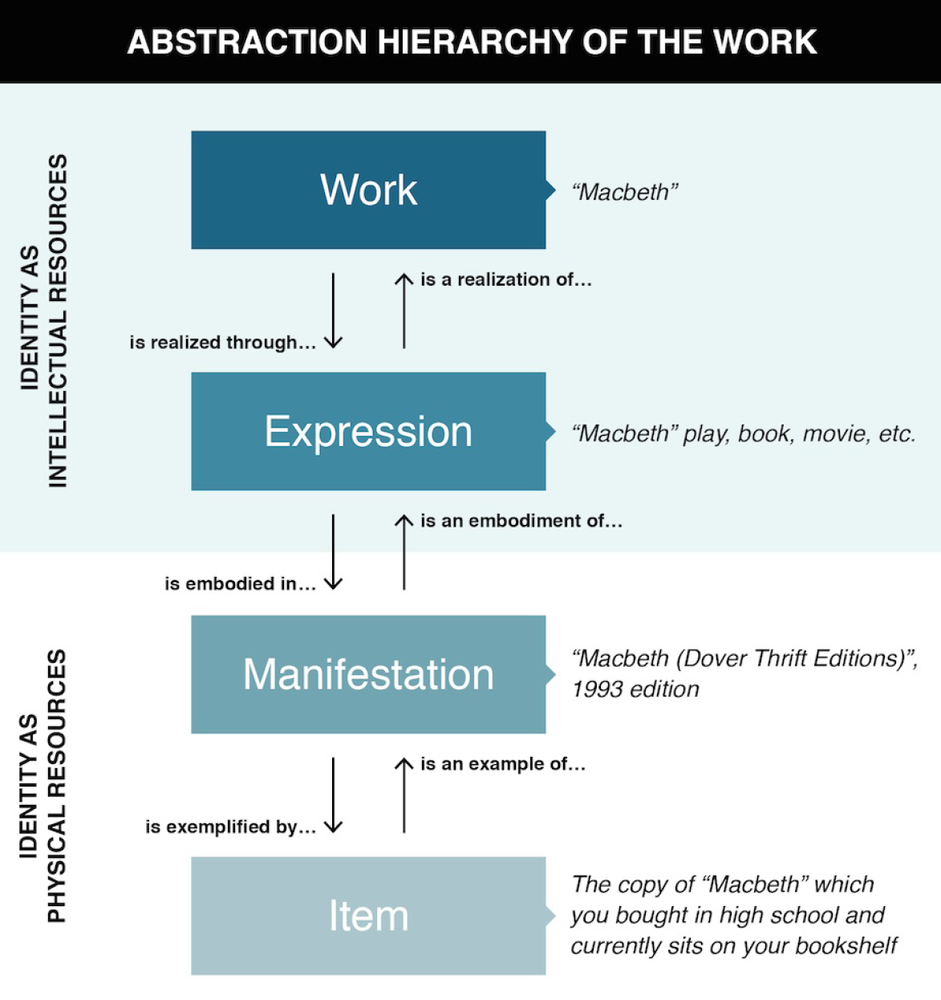 ABSTRACTION HIERARCHY OF THE WORK
IDENTITY AS
INTELLECTUAL RESOURCES
Work
“Macbeth”
is a realization of...
is realized through...
Expression
“Macbeth” play, book, movie, etc.
is an embodiment of...
is embodied in...
IDENTITY AS
PHYSICAL RESOURCES
Manifestation
“Macbeth (Dover Thrift Editions)”,
1993 edition
is an example of...
is exemplified by...
Item
The copy of “Macbeth” which
you bought in high school and
currently sits on your bookshelf